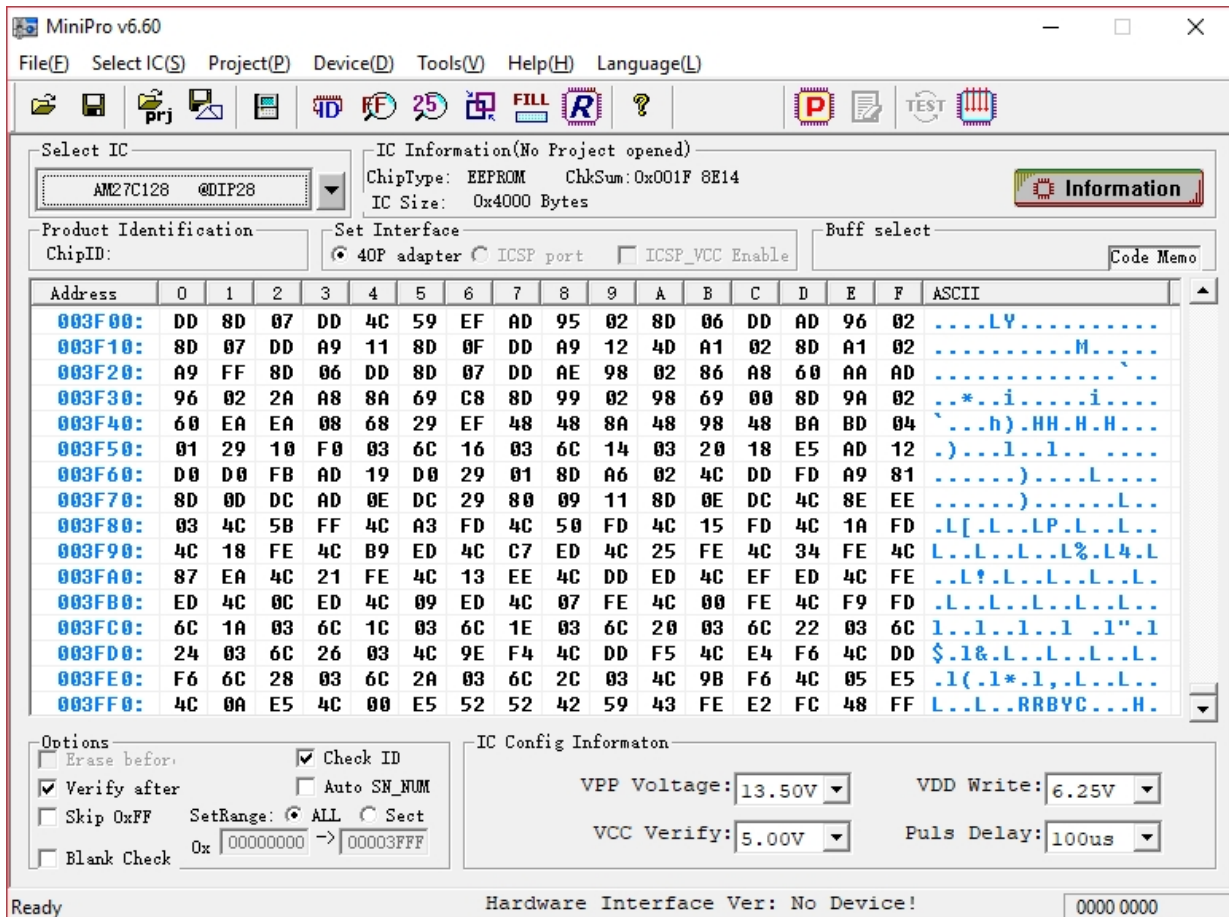 MiniPro v6.60
File(F) Select IC(S) Project(P) Device(D) Tools(V) Help(H) Language(L)
prj ID FF 25 FILL R ? P TEST
Select IC
AM27C128 @DIP28
IC Information(No Project opened)
ChipType: EEPROM ChkSum:0x001F 8E14
IC Size: 0x4000 Bytes
Information
Product Identification
ChipID:
Set Interface
40P adapter ICSP port ICSP_VCC Enable
Buff select
Code Memo
Address 0 1 2 3 4 5 6 7 8 9 A B C D E F ASCII
003F00: DD 8D 07 DD 4C 59 EF AD 95 02 8D 06 DD AD 96 02 ....LY..........
003F10: 8D 07 DD A9 11 8D 0F DD A9 12 4D A1 02 8D A1 02 ..........M.....
003F20: A9 FF 8D 06 DD 8D 07 DD AE 98 02 86 A8 60 AA AD .............`..
003F30: 96 02 2A A8 8A 69 C8 8D 99 02 98 69 00 8D 9A 02 ..*..i.....i....
003F40: 60 EA EA 08 68 29 EF 48 48 8A 48 98 48 BA BD 04 `...h).HH.H.H...
003F50: 01 29 10 F0 03 6C 16 03 6C 14 03 20 18 E5 AD 12 .)...l..l.. ....
003F60: D0 D0 FB AD 19 D0 29 01 8D A6 02 4C DD FD A9 81 ......)....L....
003F70: 8D 0D DC AD 0E DC 29 80 09 11 8D 0E DC 4C 8E EE ......)......L..
003F80: 03 4C 5B FF 4C A3 FD 4C 50 FD 4C 15 FD 4C 1A FD .L[.L..LP.L..L..
003F90: 4C 18 FE 4C B9 ED 4C C7 ED 4C 25 FE 4C 34 FE 4C L..L..L..L%.L4.L
003FA0: 87 EA 4C 21 FE 4C 13 EE 4C DD ED 4C EF ED 4C FE ..L!.L..L..L..L.
003FB0: ED 4C 0C ED 4C 09 ED 4C 07 FE 4C 00 FE 4C F9 FD .L..L..L..L..L..
003FC0: 6C 1A 03 6C 1C 03 6C 1E 03 6C 20 03 6C 22 03 6C l..l..l..l .l".l
003FD0: 24 03 6C 26 03 4C 9E F4 4C DD F5 4C E4 F6 4C DD $.l&.L..L..L..L.
003FE0: F6 6C 28 03 6C 2A 03 6C 2C 03 4C 9B F6 4C 05 E5 .l(.l*.l,.L..L..
003FF0: 4C 0A E5 4C 00 E5 52 52 42 59 43 FE E2 FC 48 FF L..L..RRBYC...H.
Options
Erase befor
Check ID
Verify after
Auto SN_NUM
Skip 0xFF
SetRange: ALL Sect
0x 00000000 -> 00003FFF
Blank Check
IC Config Informaton
VPP Voltage: 13.50V VDD Write: 6.25V
VCC Verify: 5.00V Puls Delay: 100us
Ready Hardware Interface Ver: No Device! 0000 0000